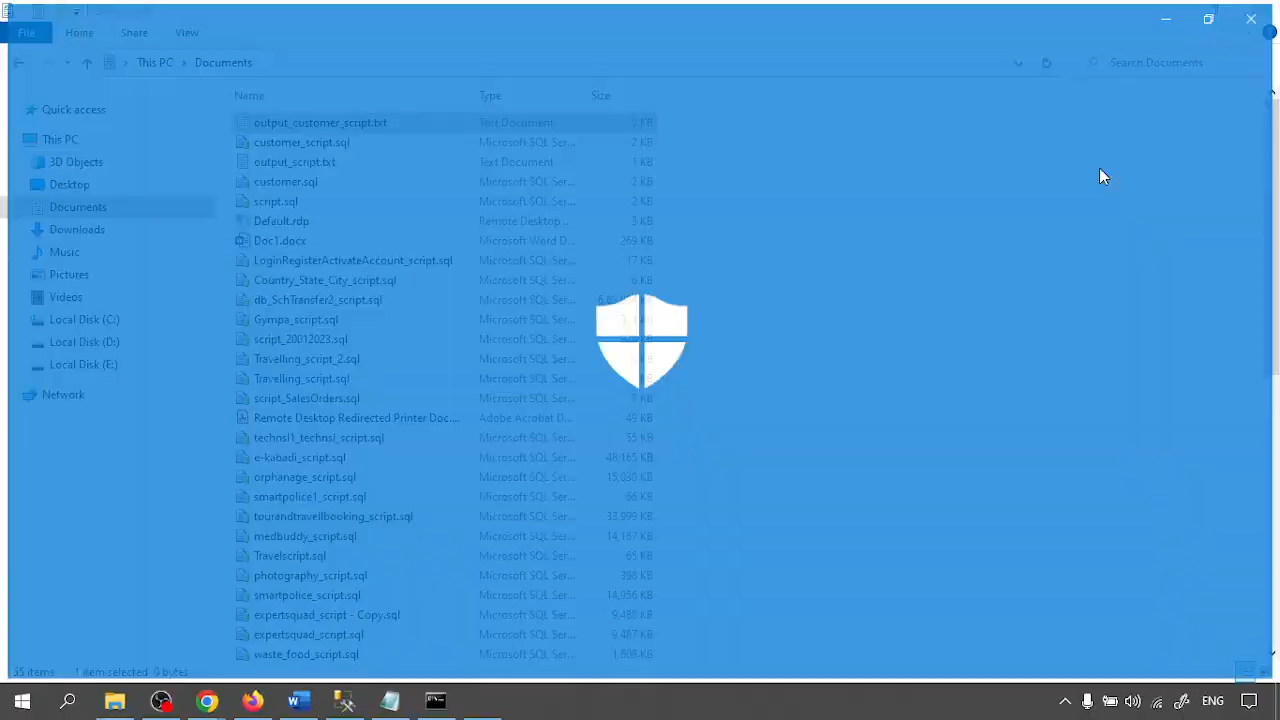 File Home Share View
This PC Documents Search Documents
Name Type Size
Quick access
This PC
3D Objects
Desktop
Documents
Downloads
Music
Pictures
Videos
Local Disk (C:)
Local Disk (D:)
Local Disk (E:)
Network
output_customer_script.txt Text Document 0 KB
customer_script.sql Microsoft SQL Ser... 2 KB
output_script.txt Text Document 1 KB
customer.sql Microsoft SQL Ser... 2 KB
script.sql Microsoft SQL Ser... 2 KB
Default.rdp Remote Desktop ... 3 KB
Doc1.docx Microsoft Word D... 269 KB
LoginRegisterActivateAccount_script.sql Microsoft SQL Ser... 17 KB
Country_State_City_script.sql Microsoft SQL Ser... 6 KB
db_SchTransfer2_script.sql Microsoft SQL Ser...
Gympa_script.sql Microsoft SQL Ser...
script_20012023.sql Microsoft SQL Ser...
Travelling_script_2.sql Microsoft SQL Ser...
Travelling_script.sql Microsoft SQL Ser...
script_SalesOrders.sql Microsoft SQL Ser... KB
Remote Desktop Redirected Printer Doc.... Adobe Acrobat D... 49 KB
technsl1_technsl_script.sql Microsoft SQL Ser... 55 KB
e-kabadi_script.sql Microsoft SQL Ser... 48,165 KB
orphanage_script.sql Microsoft SQL Ser... 15,030 KB
smartpolice1_script.sql Microsoft SQL Ser... 66 KB
tourandtravellbooking_script.sql Microsoft SQL Ser... 33,999 KB
medbuddy_script.sql Microsoft SQL Ser... 14,187 KB
Travelscript.sql Microsoft SQL Ser... 65 KB
photography_script.sql Microsoft SQL Ser... 398 KB
smartpolice_script.sql Microsoft SQL Ser... 14,956 KB
expertsquad_script - Copy.sql Microsoft SQL Ser... 9,488 KB
expertsquad_script.sql Microsoft SQL Ser... 9,487 KB
waste_food_script.sql Microsoft SQL Ser... 1,808 KB
items 1 item selected 0 bytes
ENG